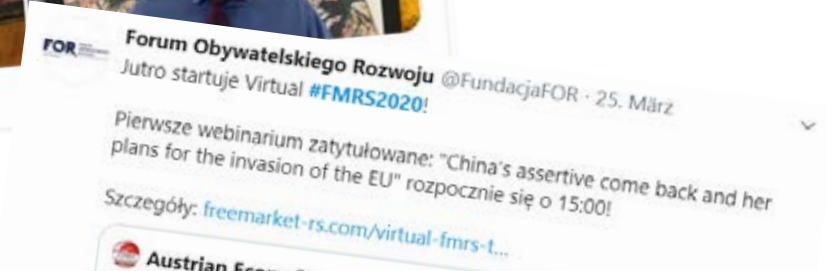 FOR
Forum Obywatelskiego Rozwoju @FundacjaFOR · 25. März
Jutro startuje Virtual #FMRS2020!
Pierwsze webinarium zatytułowane: "China's assertive come back and her
plans for the invasion of the EU" rozpocznie się o 15:00!
Szczegóły: freemarket-rs.com/virtual-fmrs-t...
Austrian